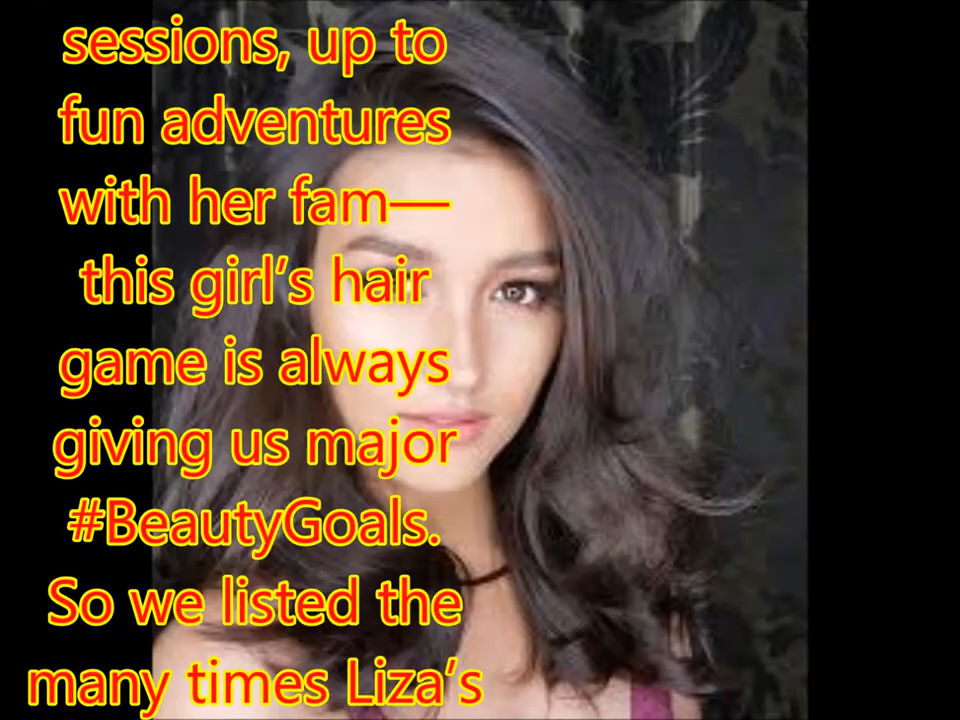 sessions, up to
fun adventures
with her fam—
this girl’s hair
game is always
giving us major
#BeautyGoals.
So we listed the
many times Liza’s